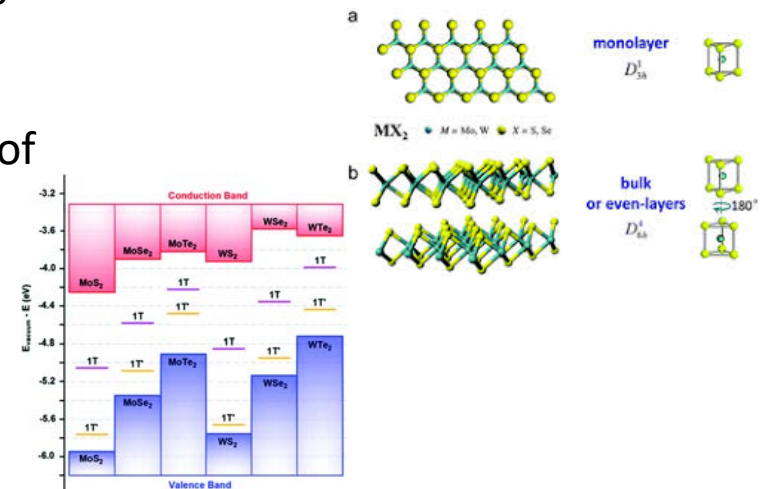 of
a
monolayer
D¹3h
MX₂ M = Mo, W X = S, Se
b
bulk
or even-layers
D⁴6h
180°
Evacuum - E (eV)
-3.2
-3.6
-4.0
-4.4
-4.8
-5.2
-5.6
-6.0
Conduction Band
MoS₂
MoSe₂
MoTe₂
WS₂
WSe₂
WTe₂
1T
1T'
1T
1T'
1T
1T'
1T
1T'
1T
1T'
1T
1T'
MoS₂
MoSe₂
MoTe₂
WS₂
WSe₂
WTe₂
Valence Band